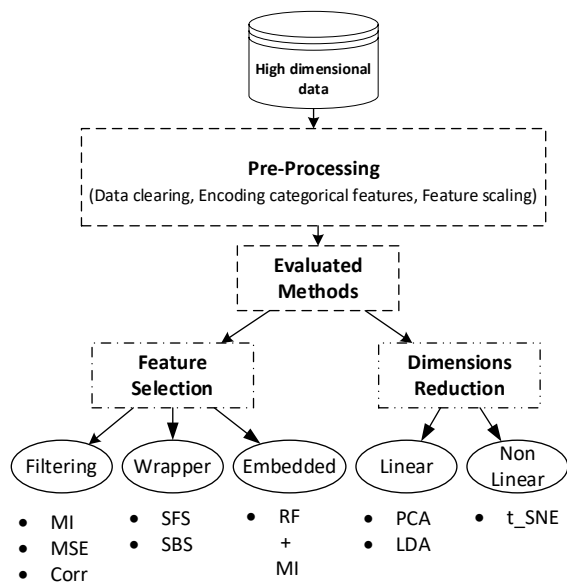 High dimensional
data
Pre-Processing
(Data clearing, Encoding categorical features, Feature scaling)
Evaluated
Methods
Feature
Selection
Dimensions
Reduction
Filtering
Wrapper
Embedded
Linear
Non
Linear
• MI
• MSE
• Corr
• SFS
• SBS
• RF
+
MI
• PCA
• LDA
• t_SNE